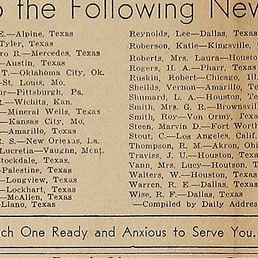 the Following New
E.—Alpine, Texas
Tyler, Texas
ro B.—Mercedes, Texas
—Austin, Texas
T.—Oklahoma City, Ok.
St. Louis, Mo.
Pittsburg, Pa.
R.—Wichita, Kan.
Mineral Wells, Texas
—Kansas City, Mo.
—Amarillo, Texas
R. S.—New Orleans, La.
Lucretia—Vaughn, Mont.
Stockdale, Texas
—Palestine, Texas
—Longview, Texas
—Lockhart, Texas
—McAllen, Texas
—Llano, Texas
Reynolds, Lee—Dallas, Texas
Roberson, Katie—Kingsville,
Roberts, Mrs. Laura—Houston
Rogers, H. A.—Pharr, Texas
Ruskin, Robert—Chicago, Ill
Sheilds, Vernon—Amarillo, Te
Shumard, L. A.—Houston, Te
Smith, Mrs. G. R.—Brownsvil
Smith, Roy—Von Ormy, Texas
Steen, Marvin D.—Fort Wort
Stout, C.—Los Angeles, Calif.
Thompson, R. M.—Akron, Oh
Traviss, J. U.—Houston, Texa
Vann, Mrs. Lucy—Houston, T
Walters, W.—Houston, Texas
Warren, R. E.—Dallas, Texas
Wise, R. F.—Dallas, Texas
—Compiled by Daily Addres
ch One Ready and Anxious to Serve You.